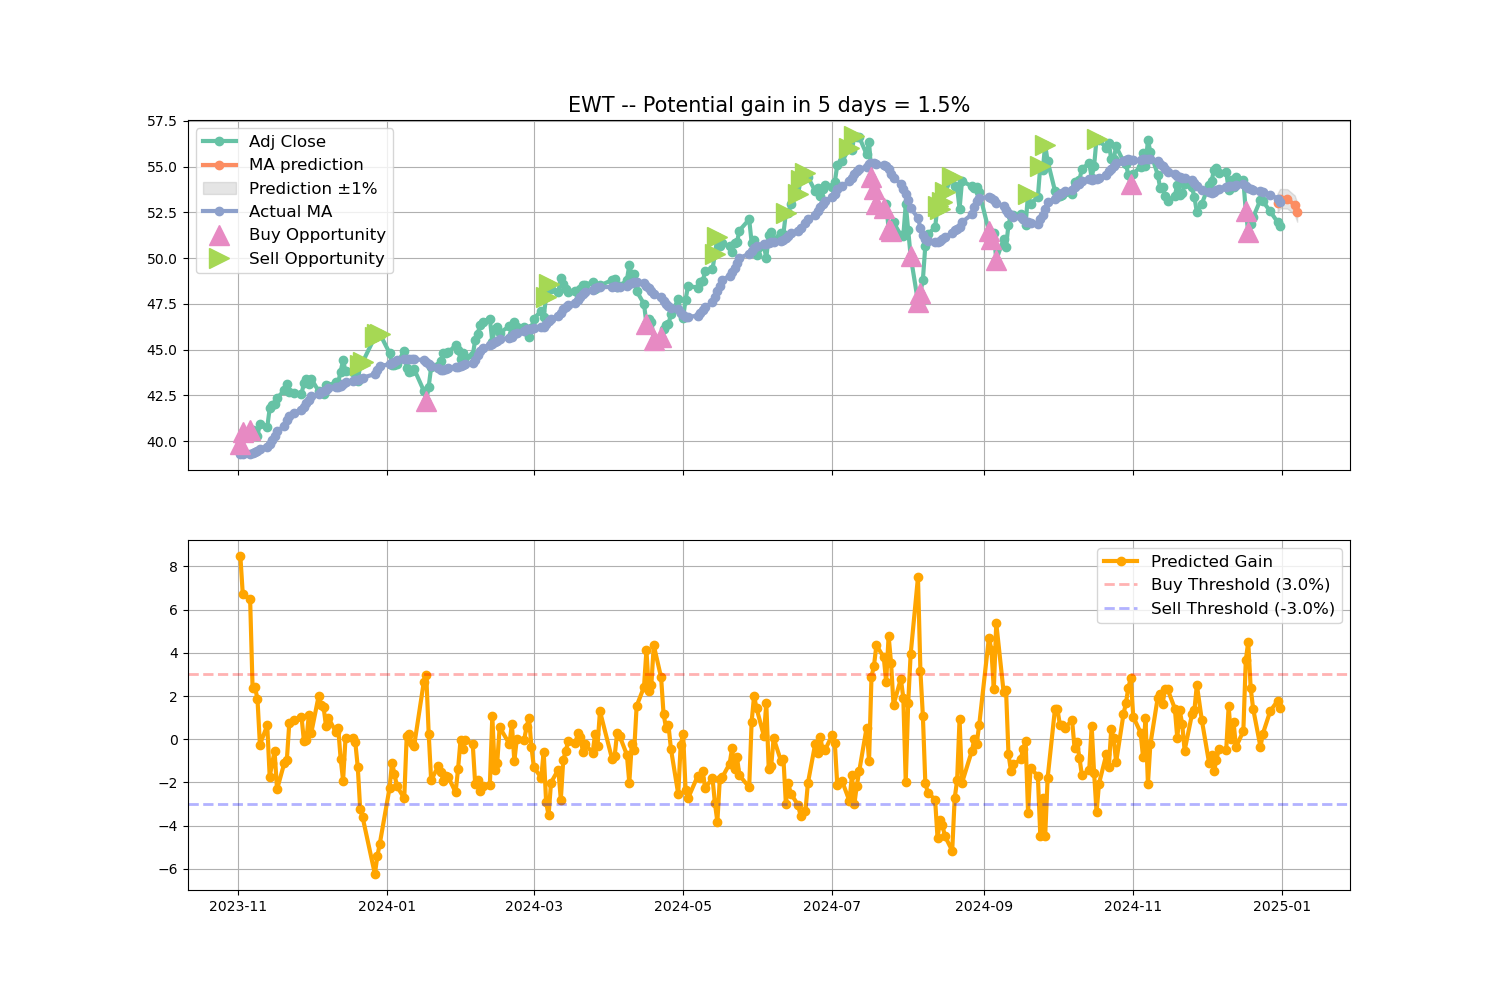 EWT -- Potential gain in 5 days = 1.5%
57.5
55.0
52.5
50.0
47.5
45.0
42.5
40.0
Adj Close
MA prediction
Prediction ±1%
Actual MA
Buy Opportunity
Sell Opportunity
8
6
4
2
0
−2
−4
−6
Predicted Gain
Buy Threshold (3.0%)
Sell Threshold (-3.0%)
2023-11 2024-01 2024-03 2024-05 2024-07 2024-09 2024-11 2025-01